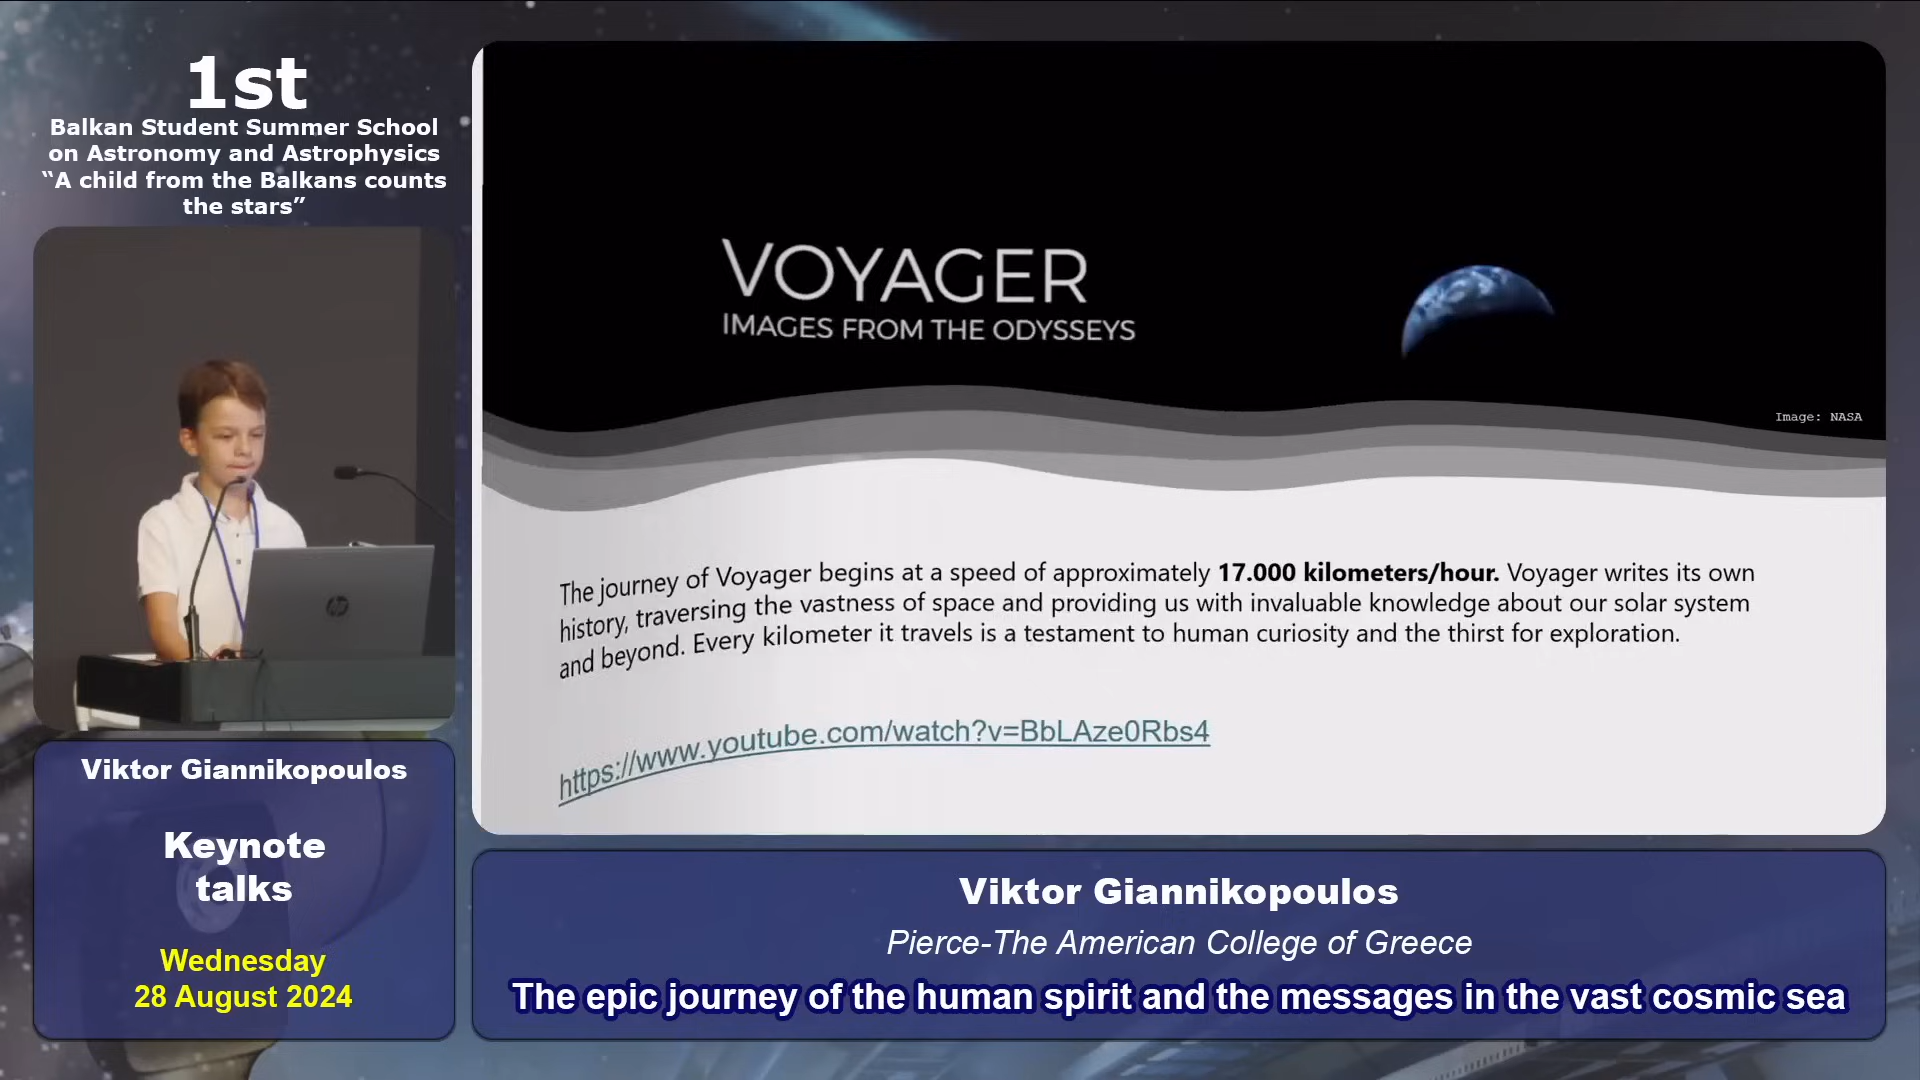 1st
Balkan Student Summer School
on Astronomy and Astrophysics
“A child from the Balkans counts
the stars”
VOYAGER
IMAGES FROM THE ODYSSEYS
Image: NASA
The journey of Voyager begins at a speed of approximately 17.000 kilometers/hour. Voyager writes its own
history, traversing the vastness of space and providing us with invaluable knowledge about our solar system
and beyond. Every kilometer it travels is a testament to human curiosity and the thirst for exploration.
https://www.youtube.com/watch?v=BbLAze0Rbs4
hp
Viktor Giannikopoulos
Keynote
talks
Wednesday
28 August 2024
Viktor Giannikopoulos
Pierce-The American College of Greece
The epic journey of the human spirit and the messages in the vast cosmic sea